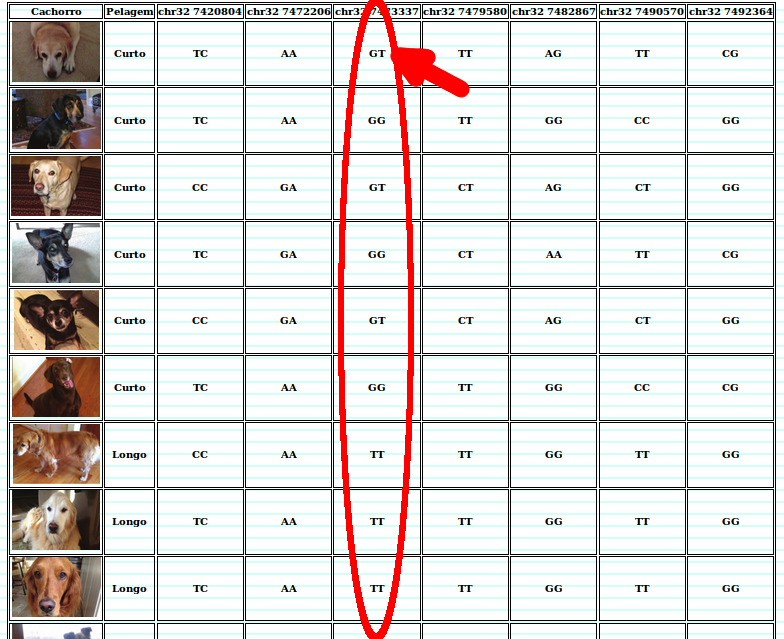 Cachorro Pelagem chr32 7420804 chr32 7472206 chr32 7473337 chr32 7479580 chr32 7482867 chr32 7490570 chr32 7492364
Curto TC AA GT TT AG TT CG
Curto TC AA GG TT GG CC GG
Curto CC GA GT CT AG CT GG
Curto TC GA GG CT AA TT CG
Curto CC GA GT CT AG CT GG
Curto TC AA GG TT GG CC CG
Longo CC AA TT TT GG TT GG
Longo TC AA TT TT GG TT GG
Longo TC AA TT TT GG TT GG